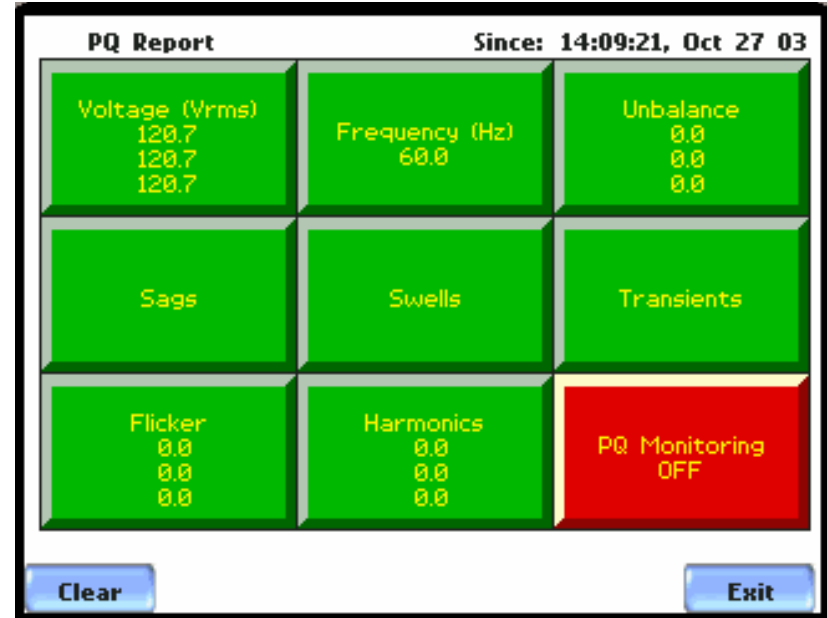 PQ Report
Since: 14:09:21, Oct 27 03
Voltage (Vrms)
120.7
120.7
120.7
Frequency (Hz)
60.0
Unbalance
0.0
0.0
0.0
Sags
Swells
Transients
Flicker
0.0
0.0
0.0
Harmonics
0.0
0.0
0.0
PQ Monitoring
OFF
Clear
Exit